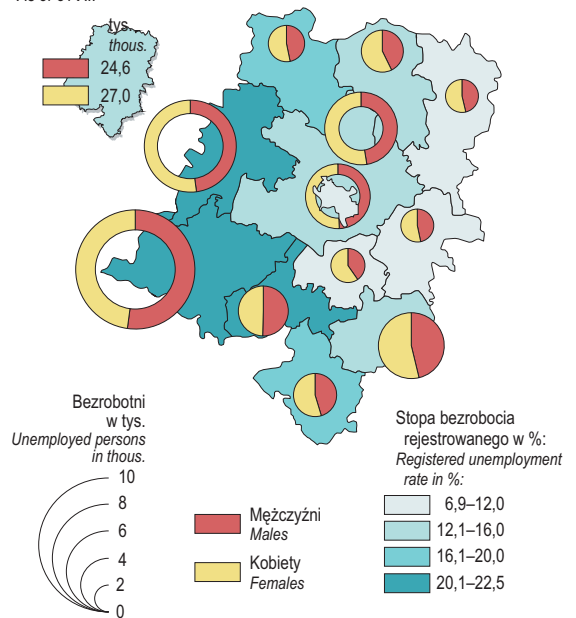 tys.
thous.
24,6
27,0
Bezrobotni
w tys.
Unemployed persons
in thous.
10
8
6
4
2
0
Mężczyźni
Males
Kobiety
Females
Stopa bezrobocia
rejestrowanego w %:
Registered unemployment
rate in %:
6,9–12,0
12,1–16,0
16,1–20,0
20,1–22,5